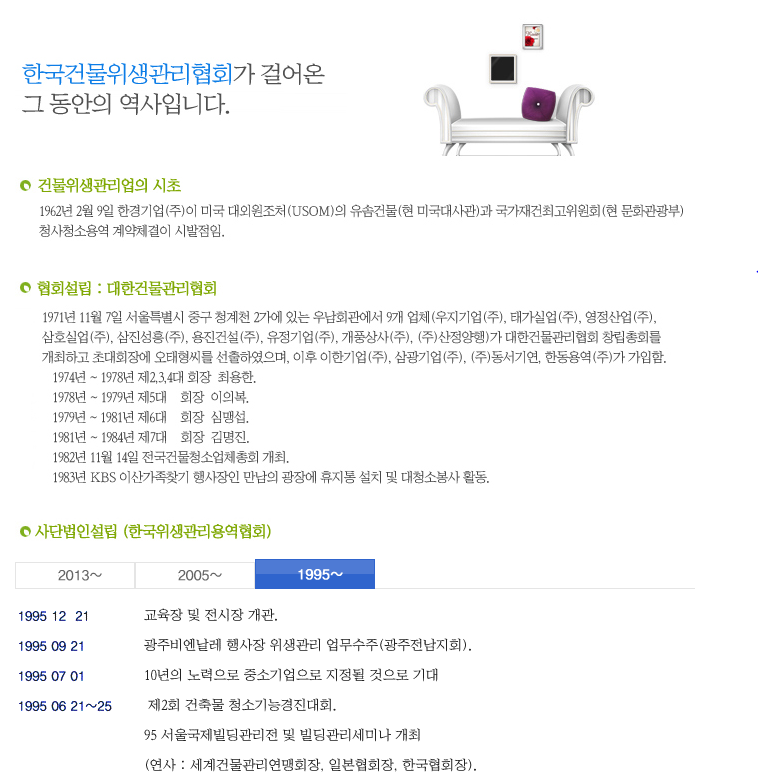 한국건물위생관리협회가 걸어온
그 동안의 역사입니다.
건물위생관리업의 시초
1962년 2월 9일 한경기업(주)이 미국 대외원조처(USOM)의 유솜건물(현 미국대사관)과 국가재건최고위원회(현 문화관광부)
청사청소용역 계약체결이 시발점임.
협회설립 : 대한건물관리협회
1971년 11월 7일 서울특별시 중구 청계천 2가에 있는 우남회관에서 9개 업체(우지기업(주), 태가실업(주), 영정산업(주),
삼호실업(주), 삼진성흥(주), 용진건설(주), 유정기업(주), 개풍상사(주), (주)산정양행)가 대한건물관리협회 창립총회를
개최하고 초대회장에 오태형씨를 선출하였으며, 이후 이한기업(주), 삼광기업(주), (주)동서기연, 한동용역(주)가 가입함.
1974년 ~ 1978년 제2,3,4대 회장 최용한.
1978년 ~ 1979년 제5대 회장 이의복.
1979년 ~ 1981년 제6대 회장 심맹섭.
1981년 ~ 1984년 제7대 회장 김명진.
1982년 11월 14일 전국건물청소업체총회 개최.
1983년 KBS 이산가족찾기 행사장인 만남의 광장에 휴지통 설치 및 대청소봉사 활동.
사단법인설립 (한국위생관리용역협회)
2013~ 2005~ 1995~
1995 12 21 교육장 및 전시장 개관.
1995 09 21 광주비엔날레 행사장 위생관리 업무수주(광주전남지회).
1995 07 01 10년의 노력으로 중소기업으로 지정될 것으로 기대
1995 06 21~25 제2회 건축물 청소기능경진대회.
95 서울국제빌딩관리전 및 빌딩관리세미나 개최
(연사 : 세계건물관리연맹회장, 일본협회장, 한국협회장).